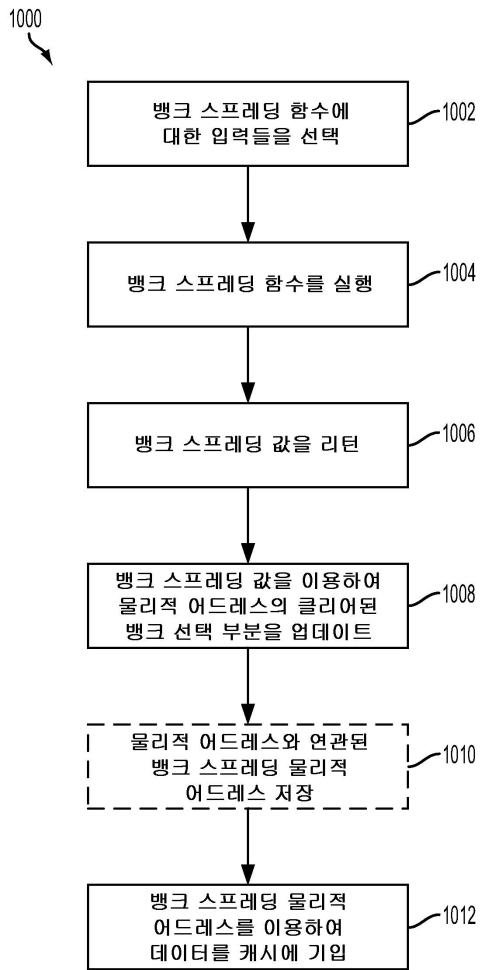 1000
뱅크 스프레딩 함수에
대한 입력들을 선택
1002
뱅크 스프레딩 함수를 실행
1004
뱅크 스프레딩 값을 리턴
1006
뱅크 스프레딩 값을 이용하여
물리적 어드레스의 클리어된
뱅크 선택 부분을 업데이트
1008
물리적 어드레스와 연관된
뱅크 스프레딩 물리적
어드레스 저장
1010
뱅크 스프레딩 물리적
어드레스를 이용하여
데이터를 캐시에 기입
1012